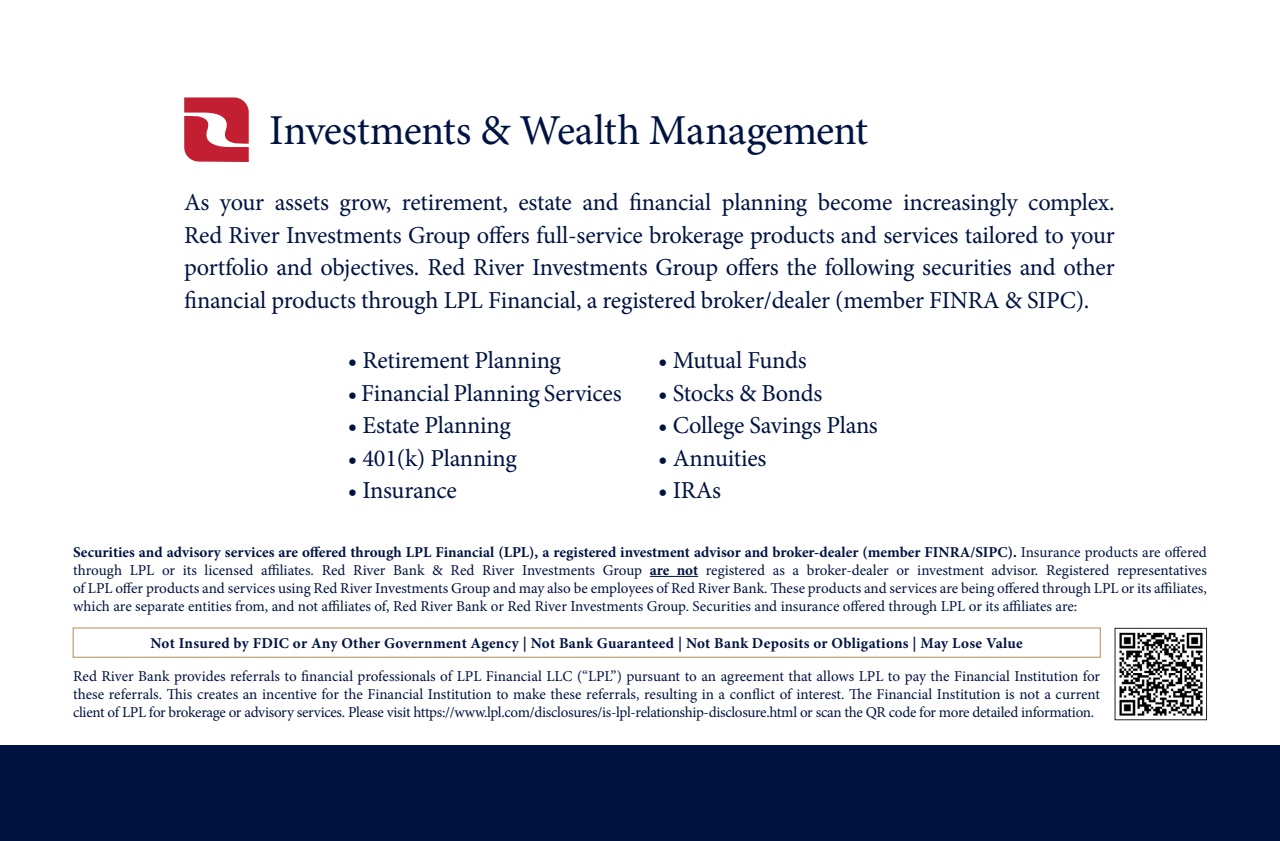 Investments & Wealth Management
As your assets grow, retirement, estate and financial planning become increasingly complex.
Red River Investments Group offers full-service brokerage products and services tailored to your
portfolio and objectives. Red River Investments Group offers the following securities and other
financial products through LPL Financial, a registered broker/dealer (member FINRA & SIPC).
• Retirement Planning
• Financial Planning Services
• Estate Planning
• 401(k) Planning
• Insurance
• Mutual Funds
• Stocks & Bonds
• College Savings Plans
• Annuities
• IRAs
Securities and advisory services are offered through LPL Financial (LPL), a registered investment advisor and broker-dealer (member FINRA/SIPC). Insurance products are offered
through LPL or its licensed affiliates. Red River Bank & Red River Investments Group are not registered as a broker-dealer or investment advisor. Registered representatives
of LPL offer products and services using Red River Investments Group and may also be employees of Red River Bank. These products and services are being offered through LPL or its affiliates,
which are separate entities from, and not affiliates of, Red River Bank or Red River Investments Group. Securities and insurance offered through LPL or its affiliates are:
Not Insured by FDIC or Any Other Government Agency | Not Bank Guaranteed | Not Bank Deposits or Obligations | May Lose Value
Red River Bank provides referrals to financial professionals of LPL Financial LLC (“LPL”) pursuant to an agreement that allows LPL to pay the Financial Institution for
these referrals. This creates an incentive for the Financial Institution to make these referrals, resulting in a conflict of interest. The Financial Institution is not a current
client of LPL for brokerage or advisory services. Please visit https://www.lpl.com/disclosures/is-lpl-relationship-disclosure.html or scan the QR code for more detailed information.